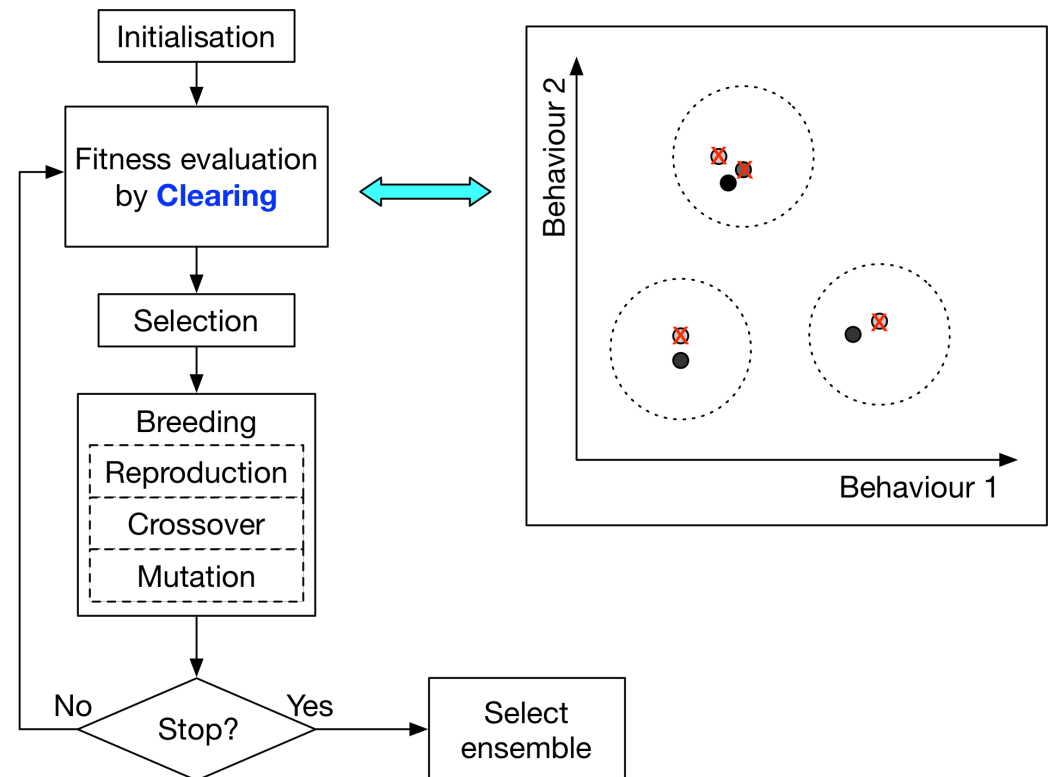 Initialisation
Fitness evaluation
by Clearing
Selection
Breeding
Reproduction
Crossover
Mutation
Stop?
No
Yes
Select
ensemble
Behaviour 2
Behaviour 1